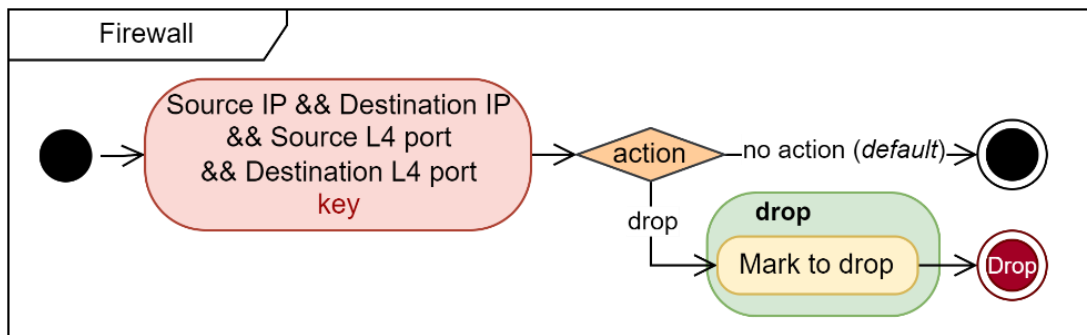 Firewall
Source IP && Destination IP
&& Source L4 port
&& Destination L4 port
key
action
no action (default)
drop
drop
Mark to drop
Drop